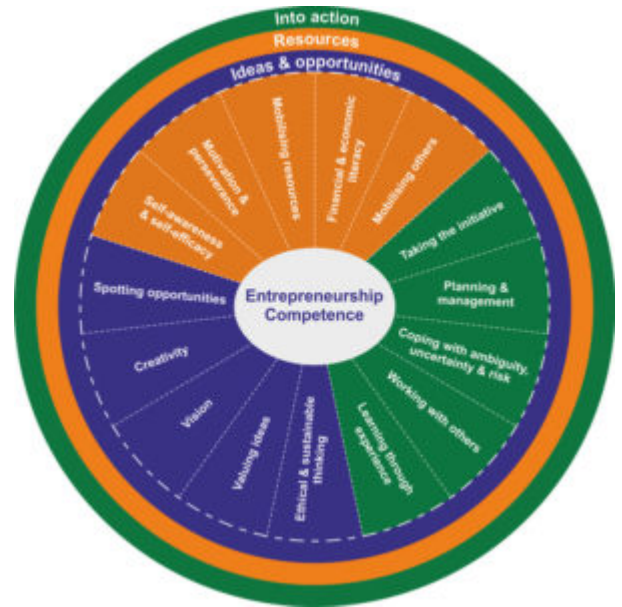 Into action
Resources
Ideas & opportunities
Self-awareness
& self-efficacy
Motivation &
perseverance
Mobilising resources
Financial & economic
literacy
Mobilising others
Taking the initiative
Planning &
management
Coping with ambiguity,
uncertainty & risk
Working with others
Learning through
experience
Ethical & sustainable
thinking
Valuing ideas
Vision
Creativity
Spotting opportunities
Entrepreneurship
Competence